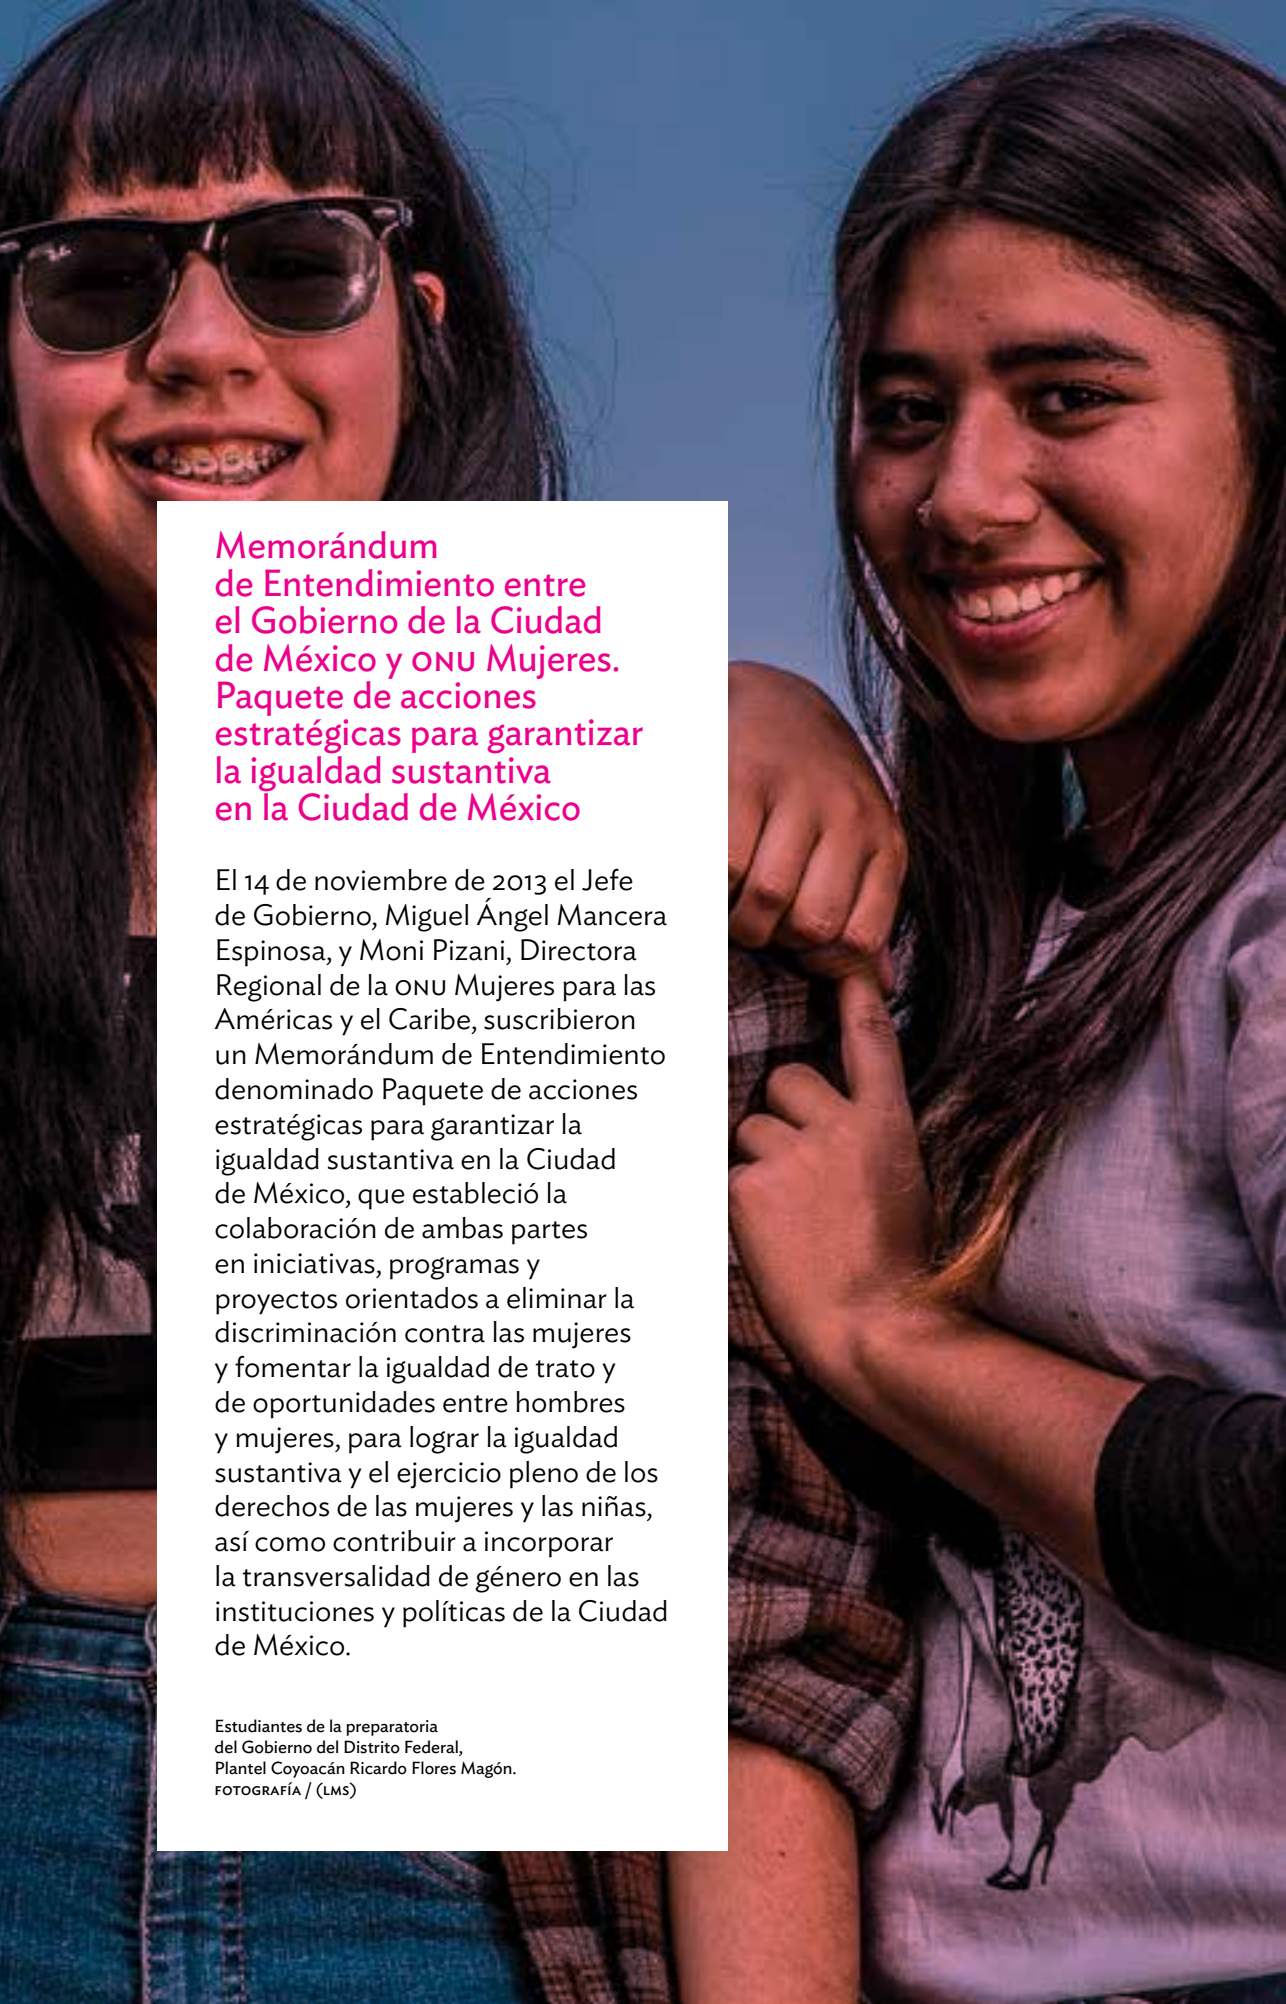 Memorándum
de Entendimiento entre
el Gobierno de la Ciudad
de México y ONU Mujeres.
Paquete de acciones
estratégicas para garantizar
la igualdad sustantiva
en la Ciudad de México
El 14 de noviembre de 2013 el Jefe
de Gobierno, Miguel Ángel Mancera
Espinosa, y Moni Pizani, Directora
Regional de la ONU Mujeres para las
Américas y el Caribe, suscribieron
un Memorándum de Entendimiento
denominado Paquete de acciones
estratégicas para garantizar la
igualdad sustantiva en la Ciudad
de México, que estableció la
colaboración de ambas partes
en iniciativas, programas y
proyectos orientados a eliminar la
discriminación contra las mujeres
y fomentar la igualdad de trato y
de oportunidades entre hombres
y mujeres, para lograr la igualdad
sustantiva y el ejercicio pleno de los
derechos de las mujeres y las niñas,
así como contribuir a incorporar
la transversalidad de género en las
instituciones y políticas de la Ciudad
de México.
Estudiantes de la preparatoria
del Gobierno del Distrito Federal,
Plantel Coyoacán Ricardo Flores Magón.
FOTOGRAFÍA / (LMS)